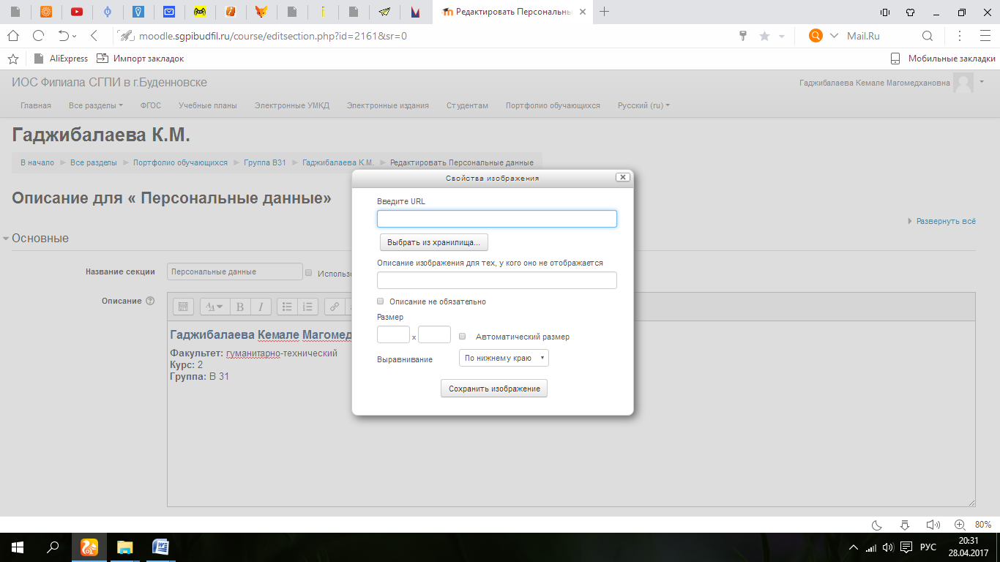 Редактировать Персональны
moodle.sgpibudfil.ru/course/editsection.php?id=2161&sr=0
Mail.Ru
AliExpress Импорт закладок
Мобильные закладки
ИОС Филиала СГПИ в г.Буденновске
Гаджибалаева Кемале Магомедхановна
Главная Все разделы ФГОС Учебные планы Электронные УМКД Электронные издания Студентам Портфолио обучающихся Русский (ru)
Гаджибалаева К.М.
В начало Все разделы Портфолио обучающихся Группа В31 Гаджибалаева К.М. Редактировать Персональные данные
Описание для « Персональные данные»
Развернуть всё
Основные
Название секции Персональные данные Использо
Описание
B I
Гаджибалаева Кемале Магомед
Факультет: гуманитарно-технический
Курс: 2
Группа: В 31
Свойства изображения
Введите URL
Выбрать из хранилища...
Описание изображения для тех, у кого оно не отображается
Описание не обязательно
Размер
x Автоматический размер
Выравнивание По нижнему краю
Сохранить изображение
80%
РУС
20:31
28.04.2017